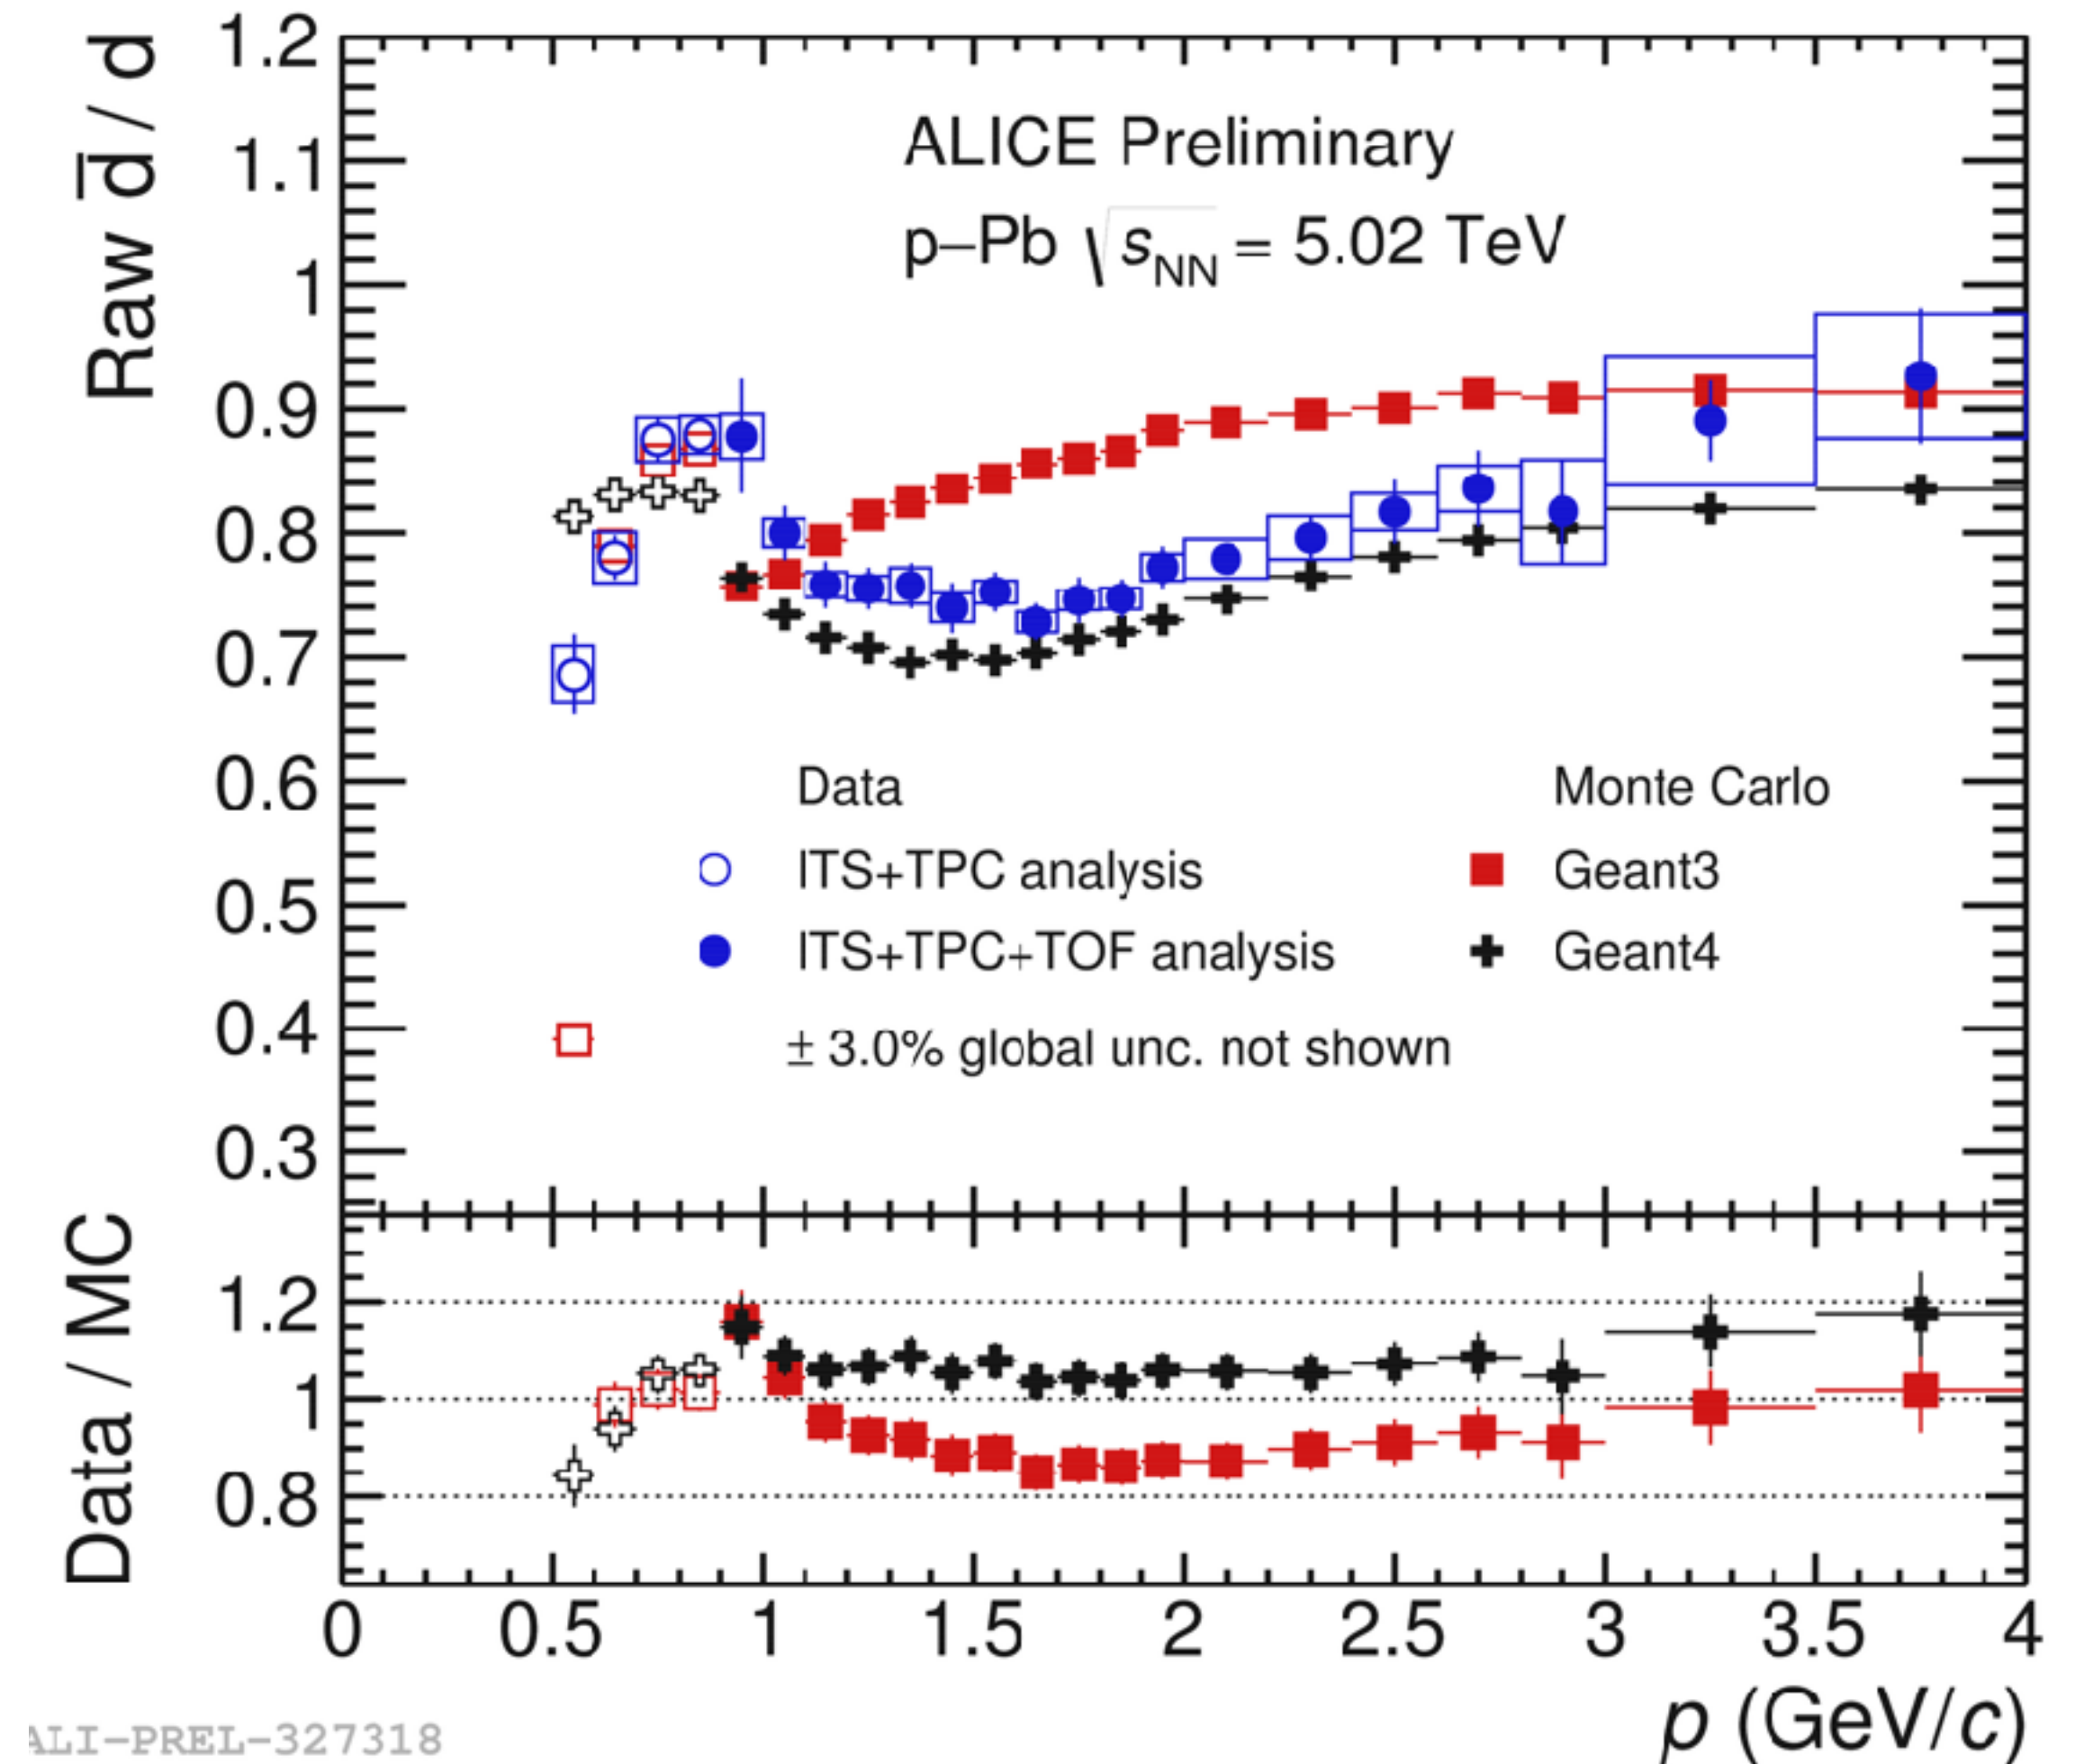 Raw d̅ / d
1.2
1.1
1
0.9
0.8
0.7
0.6
0.5
0.4
0.3
ALICE Preliminary
p–Pb √sNN = 5.02 TeV
Data
Monte Carlo
ITS+TPC analysis
Geant3
ITS+TPC+TOF analysis
Geant4
± 3.0% global unc. not shown
Data / MC
1.2
1
0.8
0 0.5 1 1.5 2 2.5 3 3.5 4
p (GeV/c)
ALI-PREL-327318